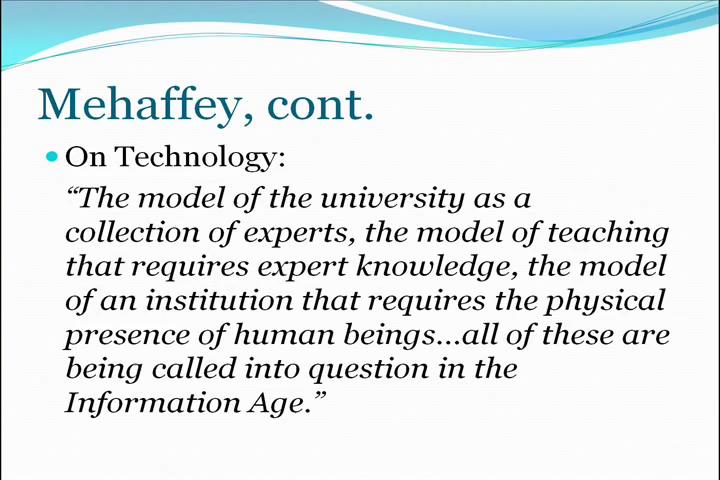 Mehaffey, cont.
• On Technology:
“The model of the university as a
collection of experts, the model of teaching
that requires expert knowledge, the model
of an institution that requires the physical
presence of human beings...all of these are
being called into question in the
Information Age.”